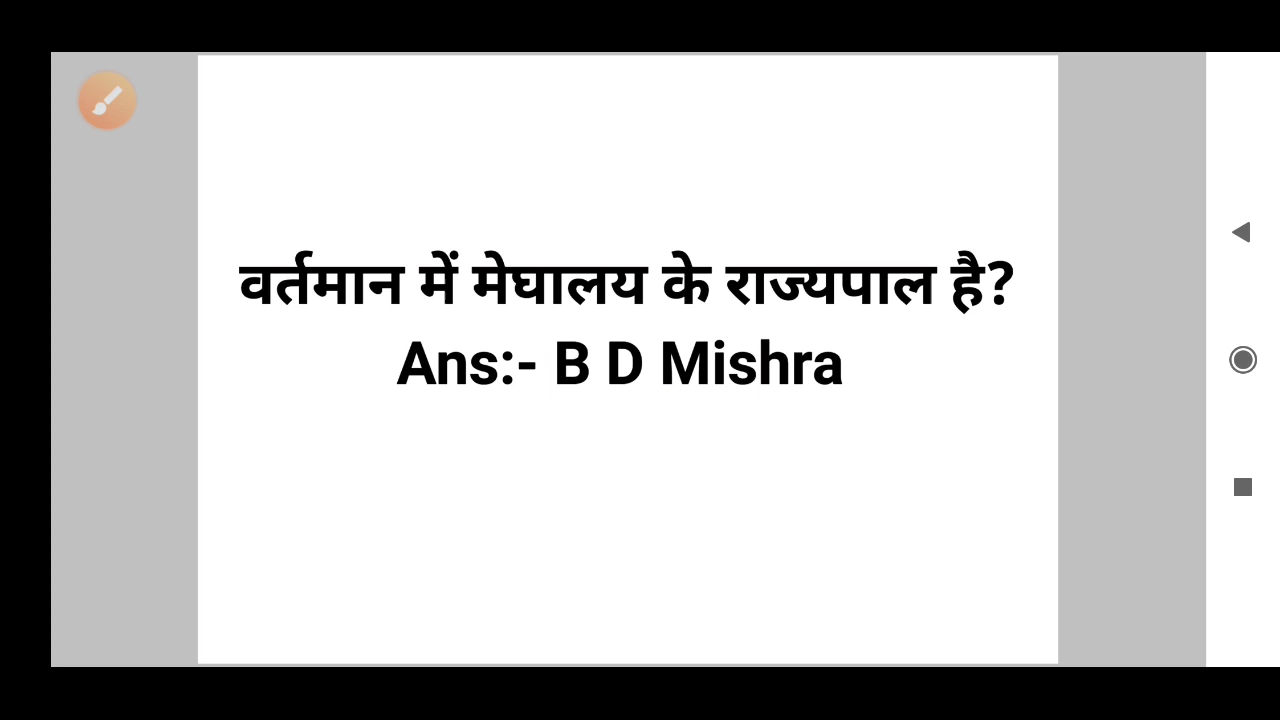 वर्तमान में मेघालय के राज्यपाल है?
Ans:- B D Mishra